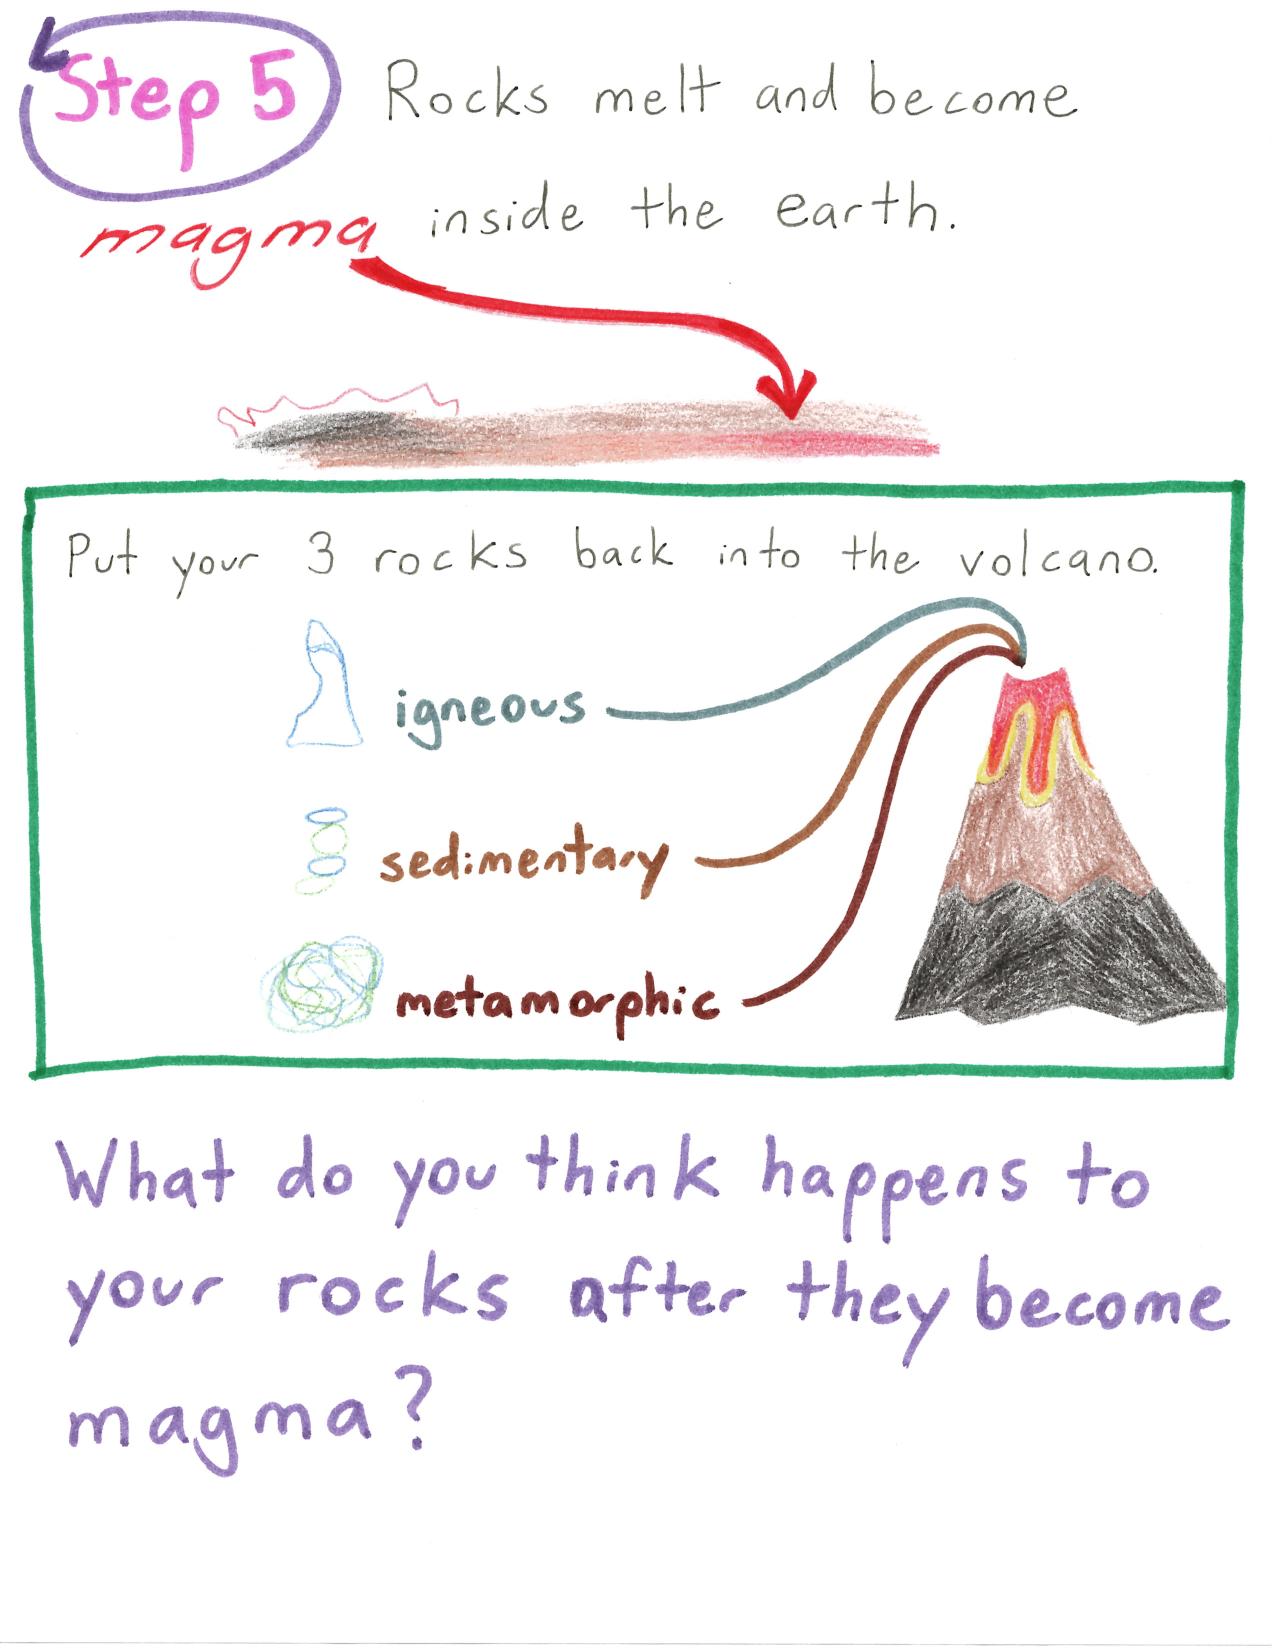 Step 5 Rocks melt and become
magma inside the earth.
Put your 3 rocks back into the volcano.
igneous
sedimentary
metamorphic
What do you think happens to
your rocks after they become
magma?